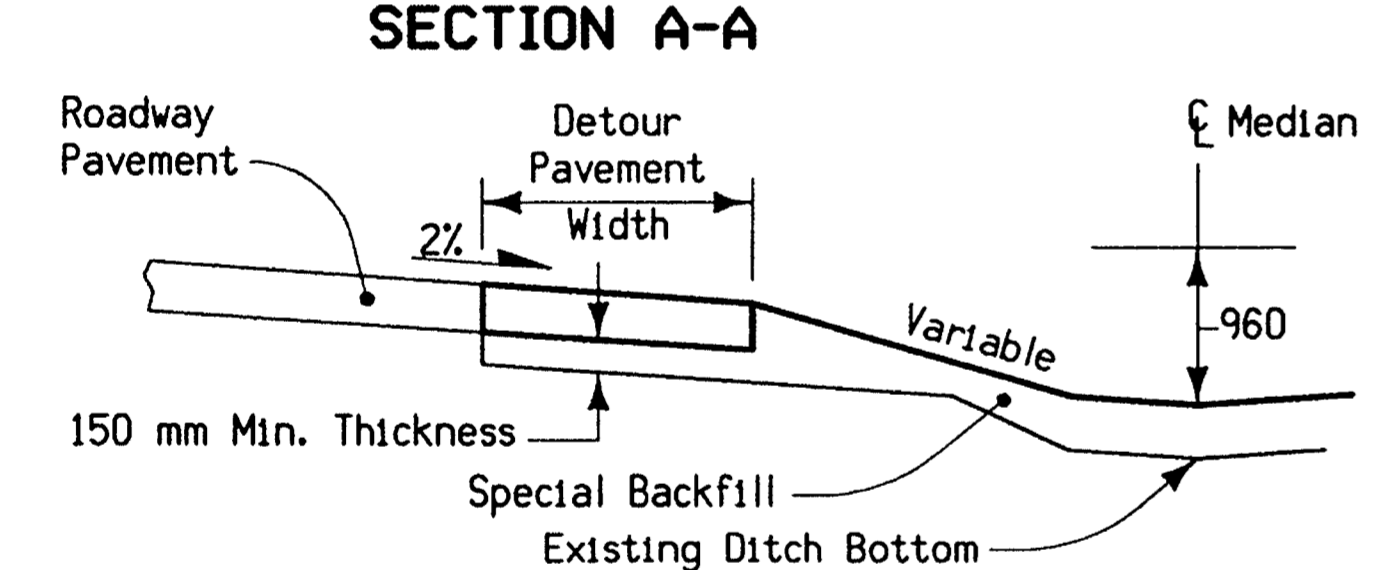 SECTION A-A
Roadway
Pavement
Detour
Pavement
Width
℄ Median
2%
960
Variable
150 mm Min. Thickness
Special Backfill
Existing Ditch Bottom